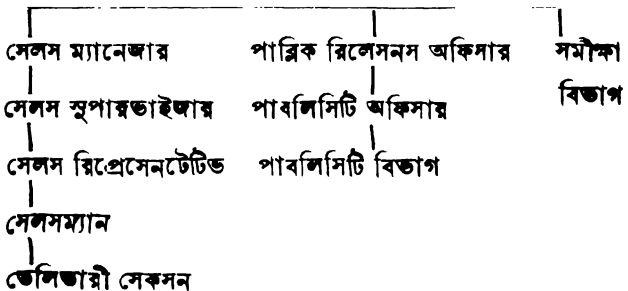 সেলস ম্যানেজার পাব্লিক রিলেসনস অফিসার সমীক্ষা
বিভাগ
সেলস সুপারভাইজার পাবলিসিটি অফিসার
সেলস রিপ্রেসেনটেটিভ পাবলিসিটি বিভাগ
সেলসম্যান
ডেলিভারী সেকসন